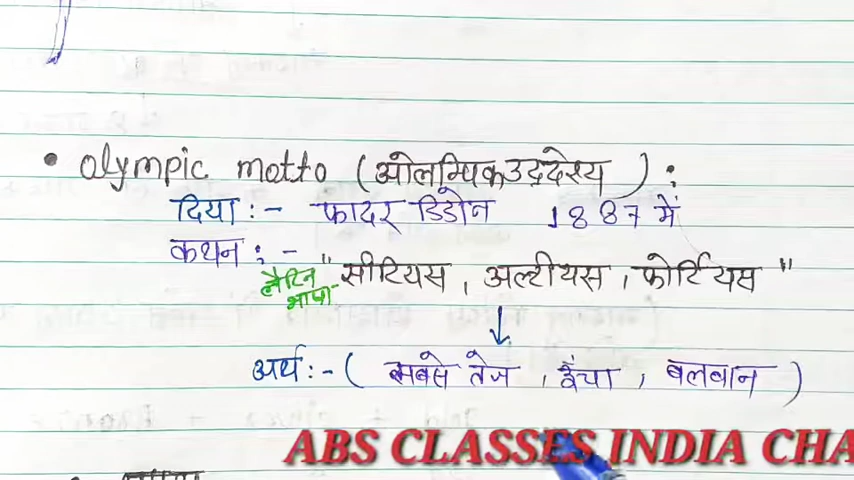 • olympic motto (ओलम्पिक उद्देश्य) :
दिया :- फादर डिडोन 1887 में
कथन :-
लैटिन भाषा - "सीटियस, अल्टीयस, फोर्टियस"
अर्थ :- ( सबसे तेज, ऊंचा, बलवान )
ABS CLASSES INDIA CHA